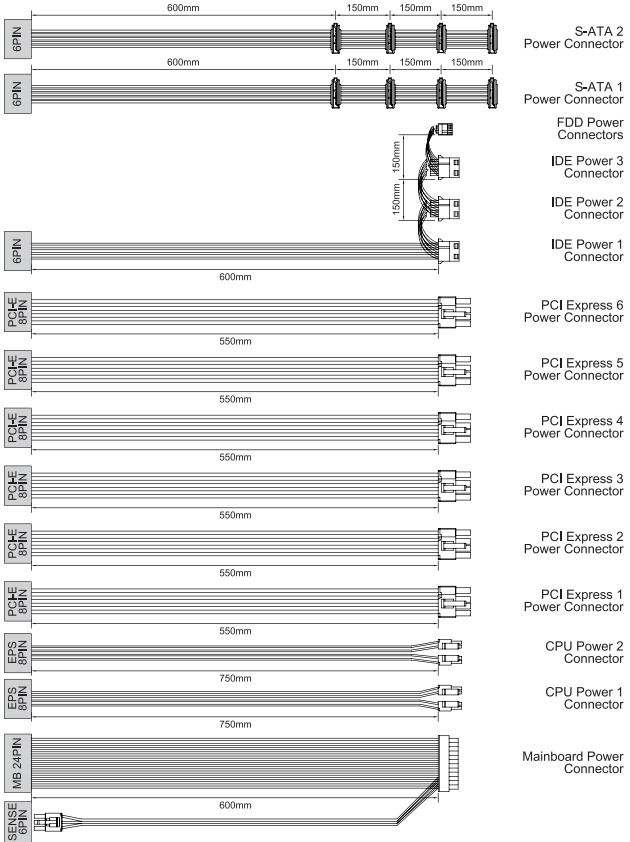 600mm 150mm 150mm 150mm
6PIN
S-ATA 2
Power Connector
600mm 150mm 150mm 150mm
6PIN
S-ATA 1
Power Connector
FDD Power
Connectors
150mm
IDE Power 3
Connector
150mm
IDE Power 2
Connector
6PIN
IDE Power 1
Connector
600mm
PCI-E
8PIN
PCI Express 6
Power Connector
550mm
PCI-E
8PIN
PCI Express 5
Power Connector
550mm
PCI-E
8PIN
PCI Express 4
Power Connector
550mm
PCI-E
8PIN
PCI Express 3
Power Connector
550mm
PCI-E
8PIN
PCI Express 2
Power Connector
550mm
PCI-E
8PIN
PCI Express 1
Power Connector
550mm
EPS
8PIN
CPU Power 2
Connector
750mm
EPS
8PIN
CPU Power 1
Connector
750mm
MB 24PIN
Mainboard Power
Connector
600mm
SENSE
6PIN